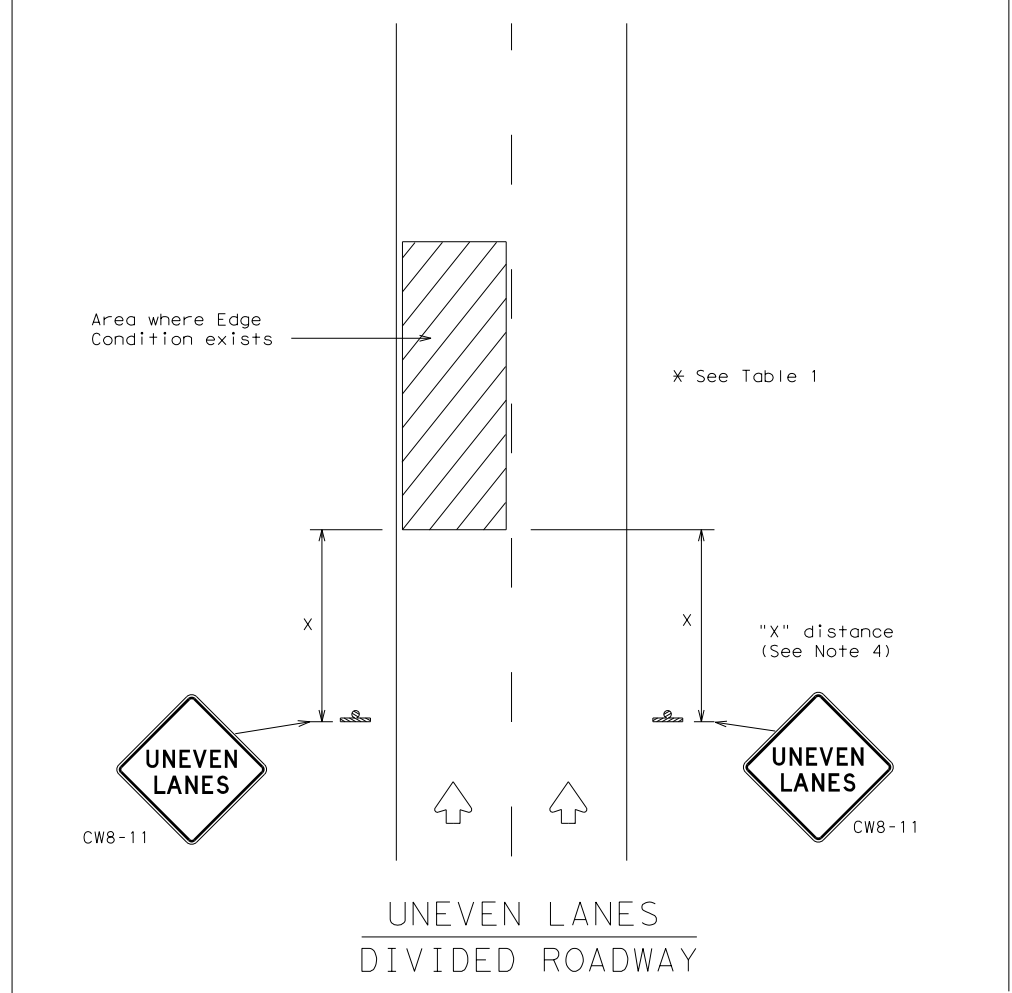 Area where Edge
Condition exists
* See Table 1
X
X
"X" distance
(See Note 4)
UNEVEN
LANES
CW8-11
UNEVEN
LANES
CW8-11
UNEVEN LANES
DIVIDED ROADWAY